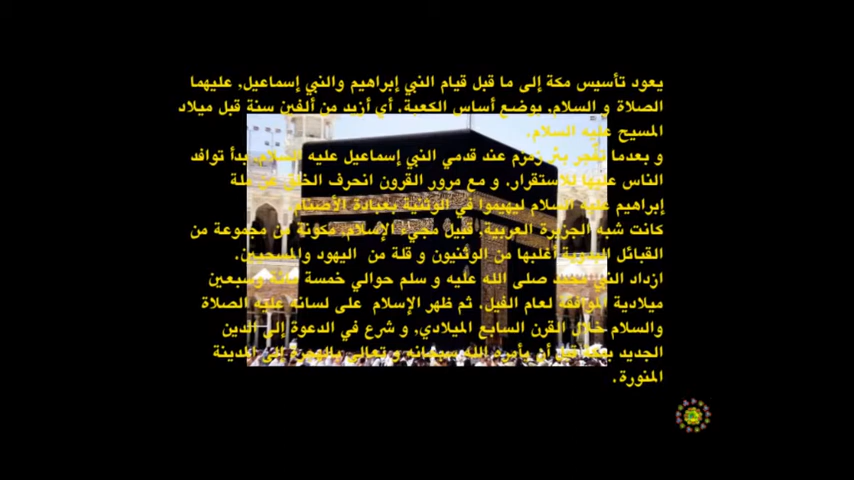 يعود تأسيس مكة إلى ما قبل قيام النبي إبراهيم والنبي إسماعيل, عليهما
الصلاة و السلام, بوضع أساس الكعبة. أي أزيد من ألفين سنة قبل ميلاد
المسيح عليه السلام.
و بعدما تفجر بئر زمزم عند قدمي النبي إسماعيل عليه السلام, بدأ توافد
الناس عليها للاستقرار. و مع مرور القرون انحرف الخلق عن ملة
إبراهيم عليه السلام ليهيموا في الوثنية بعبادة الأصنام.
كانت شبه الجزيرة العربية, قبيل مجيء الإسلام, مكونة من مجموعة من
القبائل البدوية أغلبها من الوثنيون و قلة من اليهود والمسحيين.
ازداد النبي محمد صلى الله عليه و سلم حوالي خمسة مائة وسبعين
ميلادية الموافقة لعام الفيل. ثم ظهر الإسلام على لسانه عليه الصلاة
والسلام خلال القرن السابع الميلادي, و شرع في الدعوة إلى الدين
الجديد بمكة قبل أن يأمره الله سبحانه و تعالى بالهجرة إلى المدينة
المنورة.